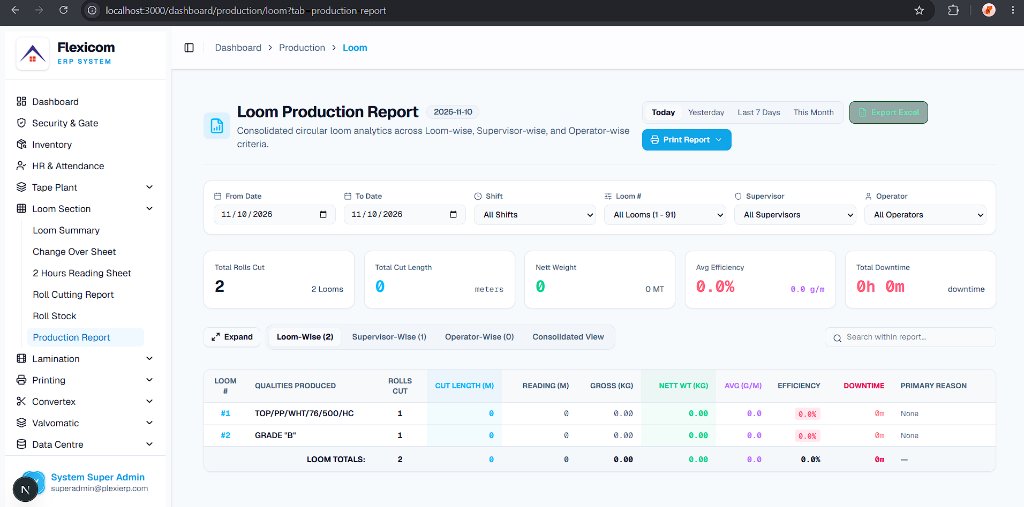 localhost:3000/dashboard/production/loom?tab=production report
Flexicom
ERP SYSTEM
Dashboard
Security & Gate
Inventory
HR & Attendance
Tape Plant
Loom Section
Loom Summary
Change Over Sheet
2 Hours Reading Sheet
Roll Cutting Report
Roll Stock
Production Report
Lamination
Printing
Convertex
Valvomatic
Data Centre
N
System Super Admin
superadmin@plexierp.com
Dashboard > Production > Loom
Loom Production Report 2026-11-10
Consolidated circular loom analytics across Loom-wise, Supervisor-wise, and Operator-wise
criteria.
Today Yesterday Last 7 Days This Month Export Excel
Print Report
From Date To Date Shift Loom # Supervisor Operator
11/10/2026 11/10/2026 All Shifts All Looms (1 - 91) All Supervisors All Operators
Total Rolls Cut Total Cut Length Nett Weight Avg Efficiency Total Downtime
2 2 Looms 0 meters 0 0 MT 0.0% 0.0 g/m 0h 0m downtime
Expand Loom-Wise (2) Supervisor-Wise (1) Operator-Wise (0) Consolidated View Search within report...
LOOM # QUALITIES PRODUCED ROLLS CUT CUT LENGTH (M) READING (M) GROSS (KG) NETT WT (KG) AVG (G/M) EFFICIENCY DOWNTIME PRIMARY REASON
#1 TOP/PP/WHT/76/500/HC 1 0 0 0.00 0.00 0.0 0.0% 0m None
#2 GRADE "B" 1 0 0 0.00 0.00 0.0 0.0% 0m None
LOOM TOTALS: 2 0 0 0.00 0.00 0.0 0.0% 0m —